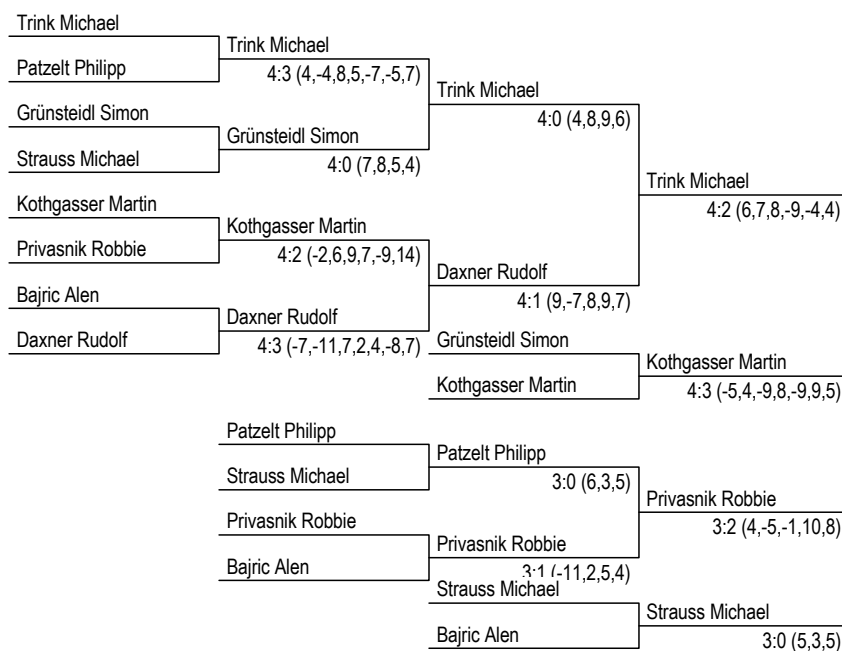 Trink Michael
Trink Michael
Patzelt Philipp
4:3 (4,-4,8,5,-7,-5,7)
Trink Michael
Grünsteidl Simon
4:0 (4,8,9,6)
Grünsteidl Simon
Strauss Michael
4:0 (7,8,5,4)
Trink Michael
Kothgasser Martin
4:2 (6,7,8,-9,-4,4)
Kothgasser Martin
Privasnik Robbie
4:2 (-2,6,9,7,-9,14)
Daxner Rudolf
Bajric Alen
4:1 (9,-7,8,9,7)
Daxner Rudolf
Daxner Rudolf
4:3 (-7,-11,7,2,4,-8,7)
Grünsteidl Simon
Kothgasser Martin
Kothgasser Martin
4:3 (-5,4,-9,8,-9,9,5)
Patzelt Philipp
Patzelt Philipp
Strauss Michael
3:0 (6,3,5)
Privasnik Robbie
Privasnik Robbie
3:2 (4,-5,-1,10,8)
Privasnik Robbie
Bajric Alen
3:1 (-11,2,5,4)
Strauss Michael
Strauss Michael
Bajric Alen
3:0 (5,3,5)